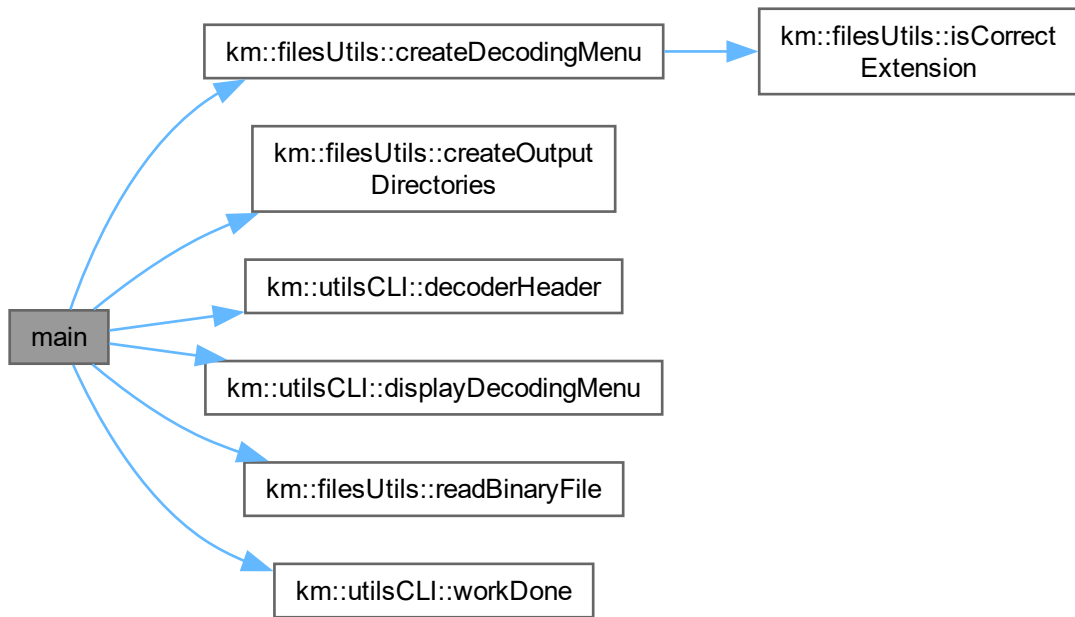 km::filesUtils::createDecodingMenu
km::filesUtils::isCorrect
Extension
km::filesUtils::createOutput
Directories
km::utilsCLI::decoderHeader
main
km::utilsCLI::displayDecodingMenu
km::filesUtils::readBinaryFile
km::utilsCLI::workDone